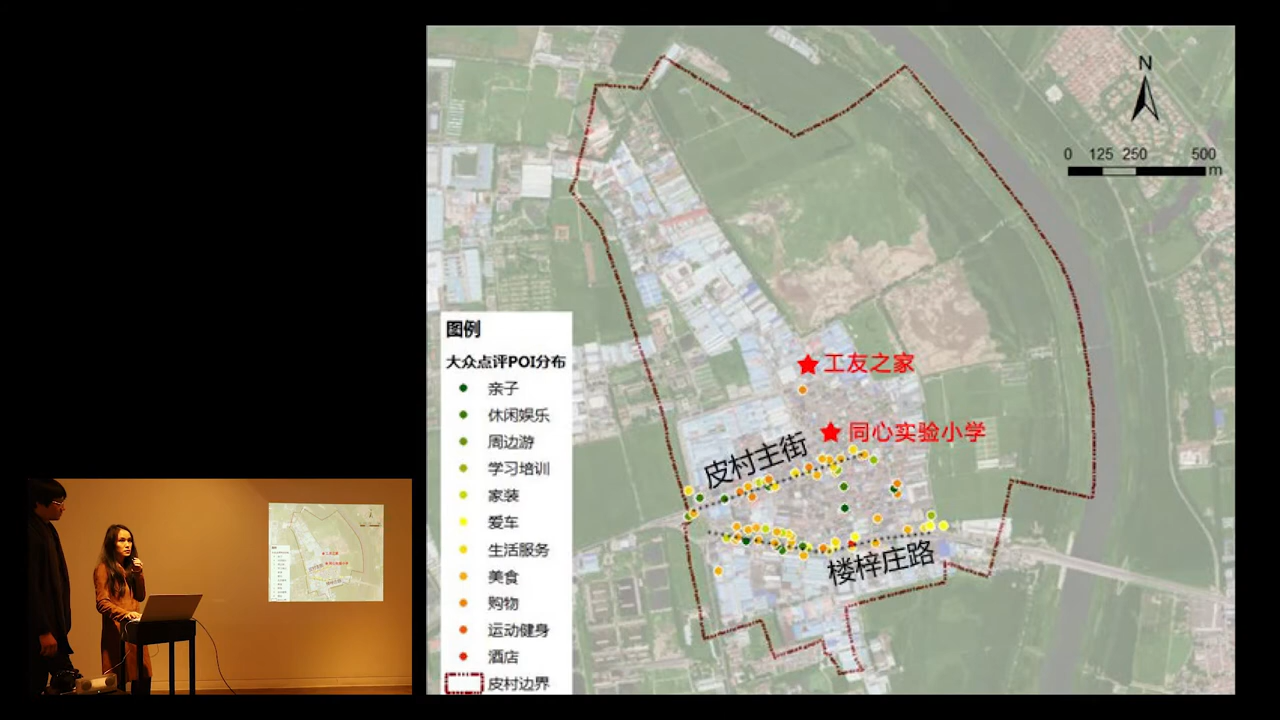 N
0 125 250 500
m
工友之家
同心实验小学
皮村主街
楼梓庄路
图例
大众点评POI分布
亲子
休闲娱乐
周边游
学习培训
家装
爱车
生活服务
美食
购物
运动健身
酒店
皮村边界